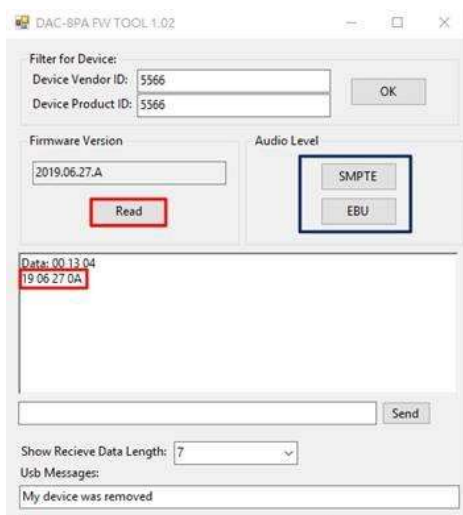 DAC-8PA FW TOOL 1.02
Filter for Device:
Device Vendor ID: 5566
OK
Device Product ID: 5566
Firmware Version
Audio Level
2019.06.27.A
SMPTE
Read
EBU
Data: 00 13 04
19 06 27 0A
Send
Show Recieve Data Length: 7
Usb Messages:
My device was removed